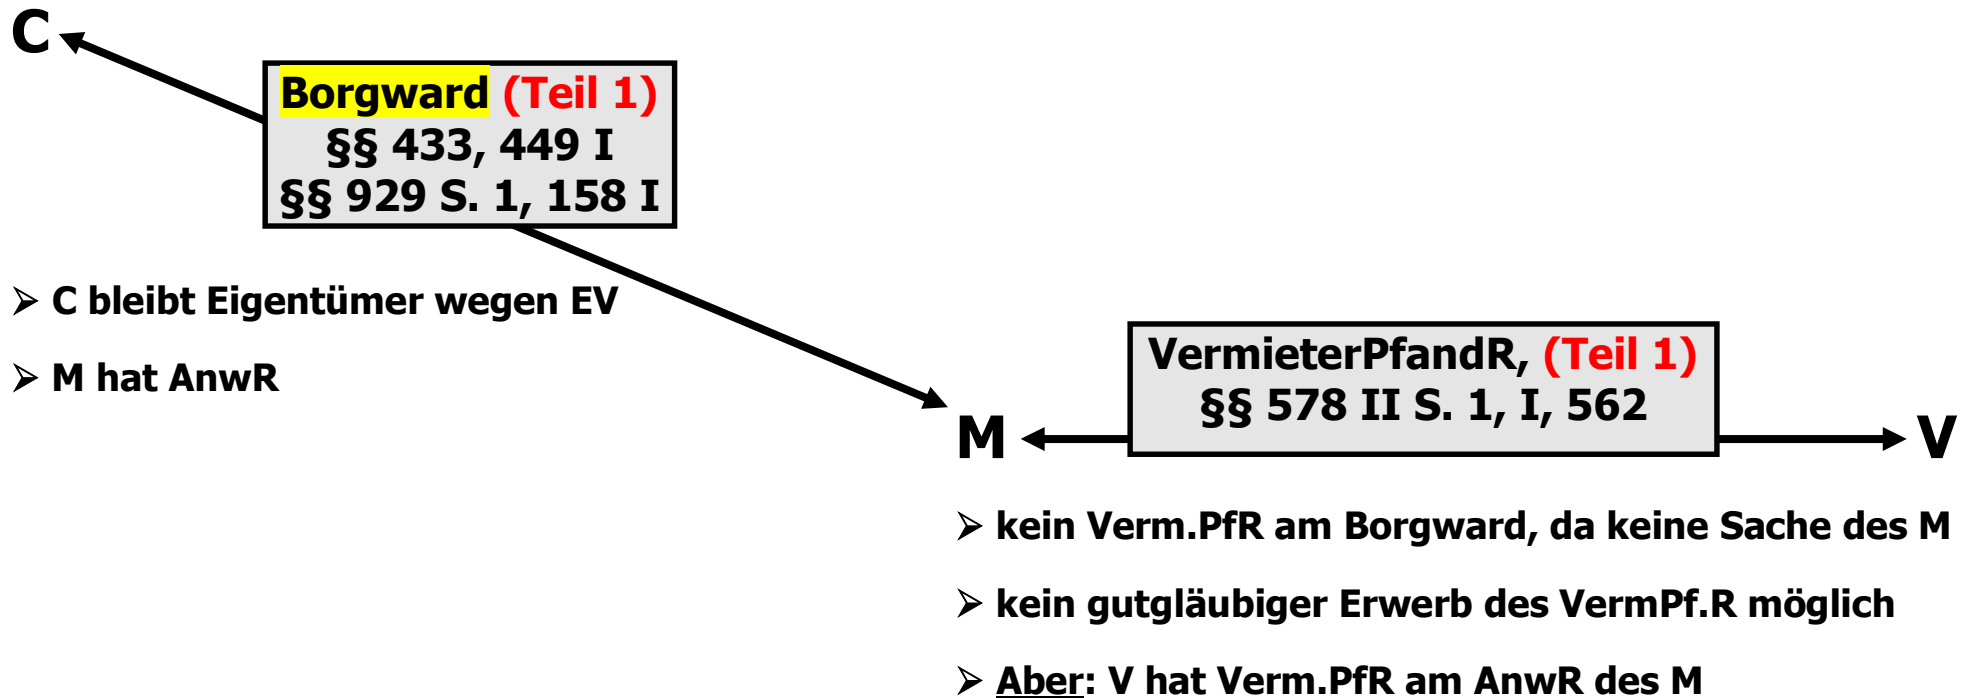 C
Borgward (Teil 1)
§§ 433, 449 I
§§ 929 S. 1, 158 I
➢ C bleibt Eigentümer wegen EV
➢ M hat AnwR
VermieterPfandR, (Teil 1)
§§ 578 II S. 1, I, 562
M
V
➢ kein Verm.PfR am Borgward, da keine Sache des M
➢ kein gutgläubiger Erwerb des VermPf.R möglich
➢ Aber: V hat Verm.PfR am AnwR des M